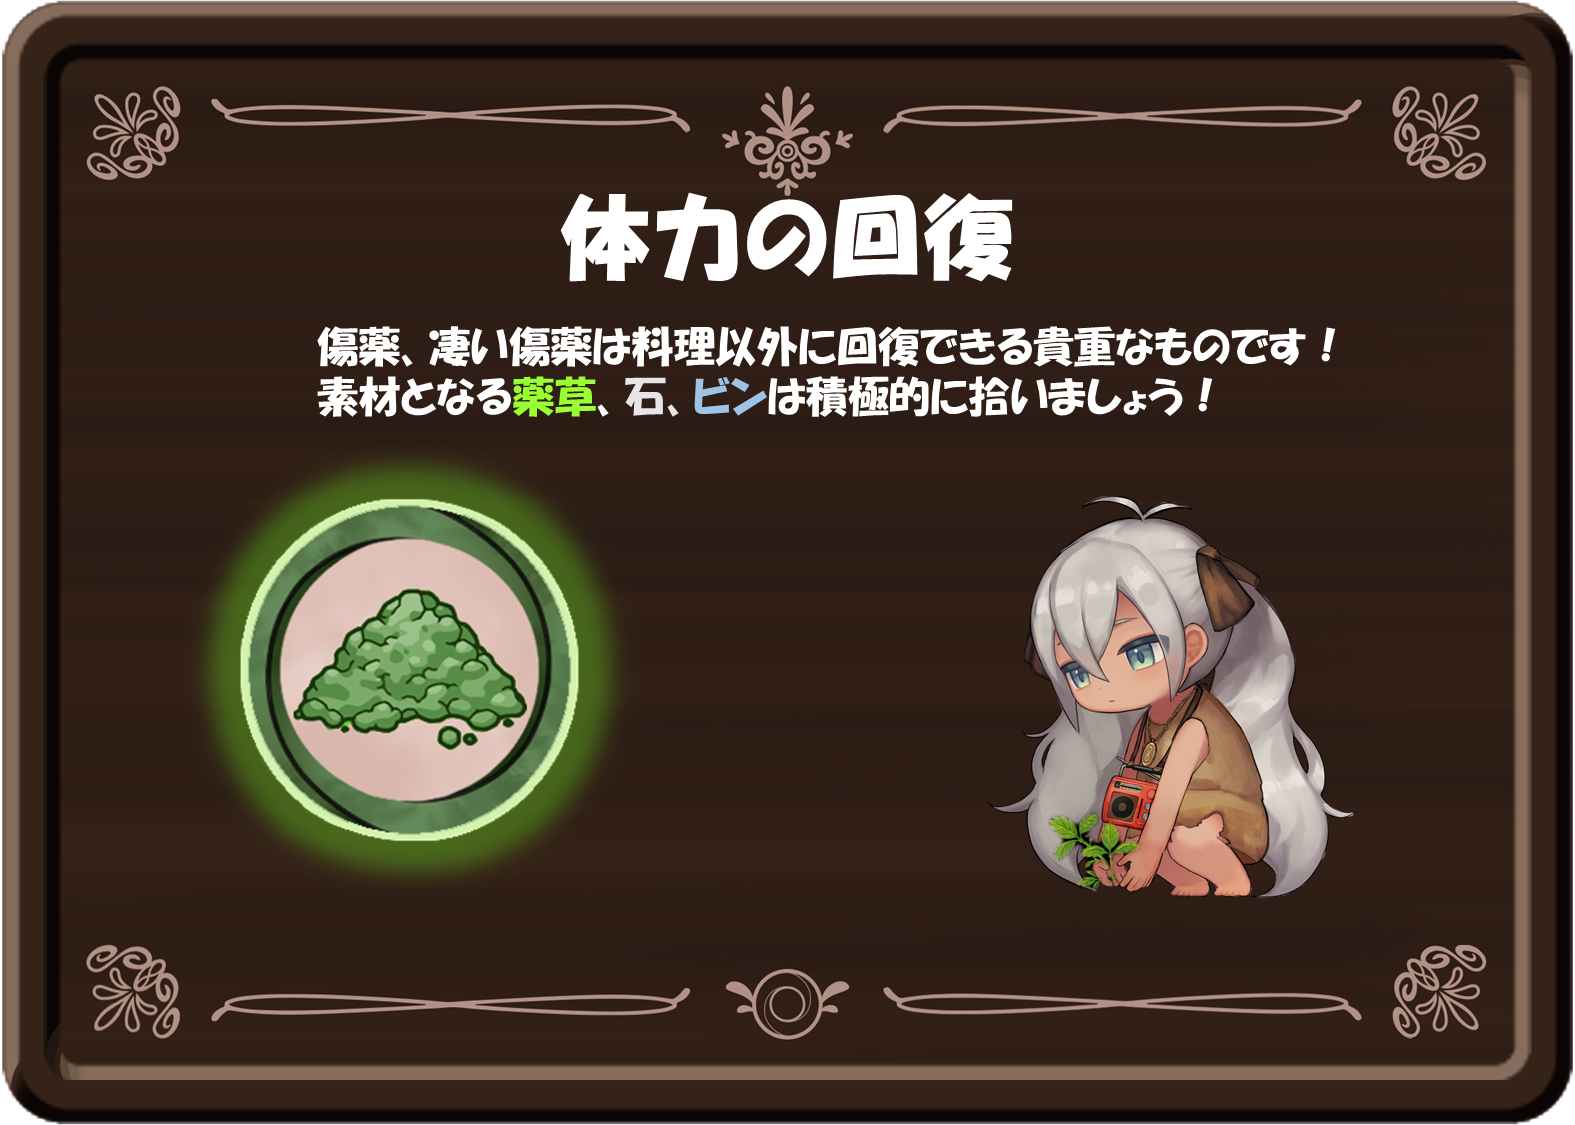 体力の回復
傷薬、凄い傷薬は料理以外に回復できる貴重なものです！
素材となる薬草、石、ビンは積極的に拾いましょう！